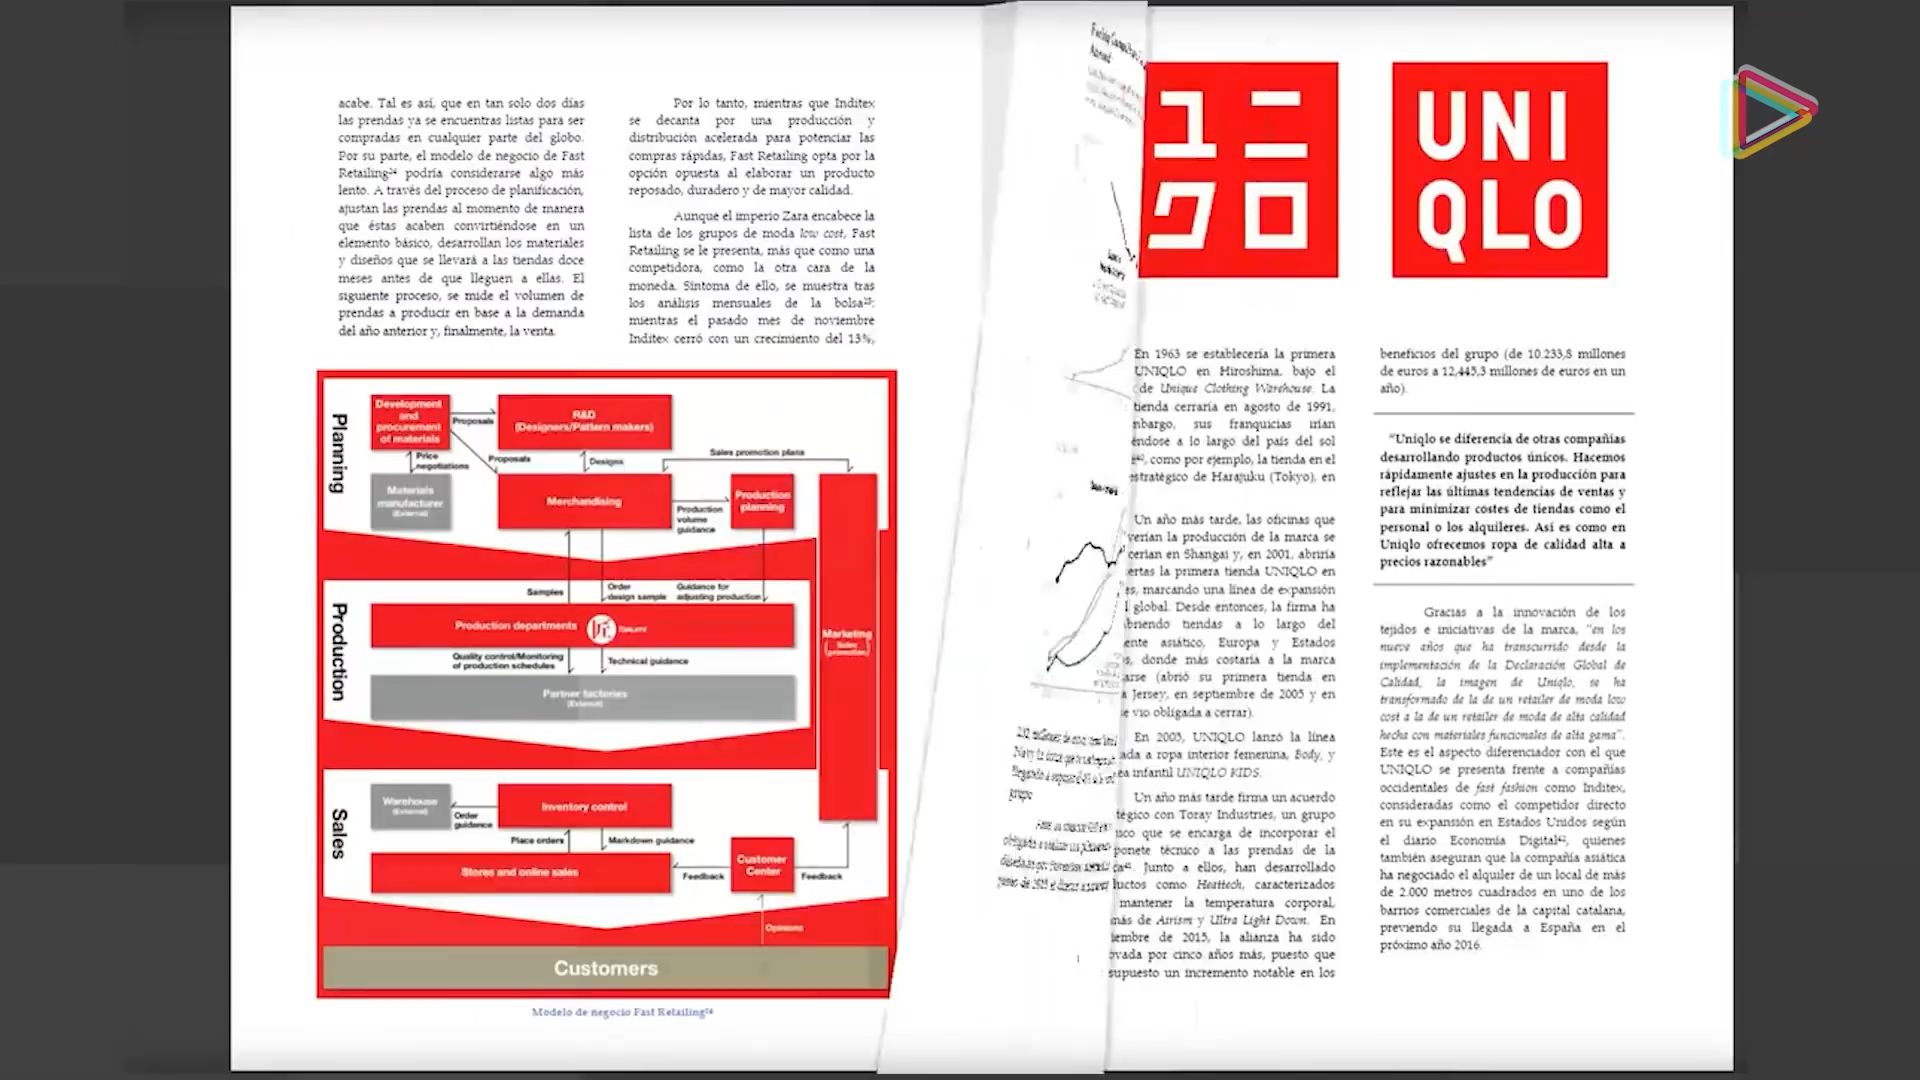 acabe. Tal es así, que en tan solo dos días
las prendas ya se encuentras listas para ser
compradas en cualquier parte del globo.
Por su parte, el modelo de negocio de Fast
Retailing²⁴ podría considerarse algo más
lento. A través del proceso de planificación,
ajustan las prendas al momento de manera
que éstas acaben convirtiéndose en un
elemento básico, desarrollan los materiales
y diseños que se llevará a las tiendas doce
meses antes de que lleguen a ellas. El
siguiente proceso, se mide el volumen de
prendas a producir en base a la demanda
del año anterior y, finalmente, la venta.
Por lo tanto, mientras que Inditex
se decanta por una producción y
distribución acelerada para potenciar las
compras rápidas, Fast Retailing opta por la
opción opuesta al elaborar un producto
reposado, duradero y de mayor calidad.
Aunque el imperio Zara encabece la
lista de los grupos de moda low cost, Fast
Retailing se le presenta, más que como una
competidora, como la otra cara de la
moneda. Síntoma de ello, se muestra tras
los análisis mensuales de la bolsa²⁵:
mientras el pasado mes de noviembre
Inditex cerró con un crecimiento del 13%,
Planning
Development
and
procurement
of materials
Proposals
R&D
(Designers/Pattern makers)
Price
negotiations
Proposals
Designs
Sales promotion plans
Materials
manufacturer
(External)
Merchandising
Production
volume
guidance
Production
planning
Samples
Order
design sample
Guidance for
adjusting production
Production
Production departments
匠
Takumi
Marketing
(Sales
promotion)
Quality control/Monitoring
of production schedules
Technical guidance
Partner factories
(External)
Sales
Warehouse
(External)
Order
guidance
Inventory control
Place orders
Markdown guidance
Stores and online sales
Feedback
Customer
Center
Feedback
Opinions
Customers
Modelo de negocio Fast Retailing²⁴
ユニ
クロ
UNI
QLO
En 1963 se establecería la primera
UNIQLO en Hiroshima, bajo el
de Unique Clothing Warehouse. La
tienda cerraría en agosto de 1991,
sus franquicias irían
a lo largo del país del sol
como por ejemplo, la tienda en el
de Harajuku (Tokyo), en
Un año más tarde, las oficinas que
la producción de la marca se
en Shangai y, en 2001, abriría
la primera tienda UNIQLO en
marcando una línea de expansión
global. Desde entonces, la firma ha
tiendas a lo largo del
asiático, Europa y Estados
donde más costaría a la marca
(abrió su primera tienda en
Jersey, en septiembre de 2005 y en
se vio obligada a cerrar).
En 2003, UNIQLO lanzó la línea
a ropa interior femenina, Body, y
infantil UNIQLO KIDS.
Un año más tarde firma un acuerdo
con Toray Industries, un grupo
que se encarga de incorporar el
técnico a las prendas de la
Junto a ellos, han desarrollado
como Heattech, caracterizados
mantener la temperatura corporal,
de Airism y Ultra Light Down. En
de 2015, la alianza ha sido
por cinco años más, puesto que
supuesto un incremento notable en los
beneficios del grupo (de 10.233,8 millones
de euros a 12,445,3 millones de euros en un
año).
“Uniqlo se diferencia de otras compañías
desarrollando productos únicos. Hacemos
rápidamente ajustes en la producción para
reflejar las últimas tendencias de ventas y
para minimizar costes de tiendas como el
personal o los alquileres. Así es como en
Uniqlo ofrecemos ropa de calidad alta a
precios razonables”
Gracias a la innovación de los
tejidos e iniciativas de la marca, “en los
nueve años que ha transcurrido desde la
implementación de la Declaración Global de
Calidad, la imagen de Uniqlo, se ha
transformado de la de un retailer de moda low
cost a la de un retailer de moda de alta calidad
hecha con materiales funcionales de alta gama”.
Este es el aspecto diferenciador con el que
UNIQLO se presenta frente a compañías
occidentales de fast fashion como Inditex,
consideradas como el competidor directo
en su expansión en Estados Unidos según
el diario Economía Digital⁴², quienes
también aseguran que la compañía asiática
ha negociado el alquiler de un local de más
de 2.000 metros cuadrados en uno de los
barrios comerciales de la capital catalana,
previendo su llegada a España en el
próximo año 2016.